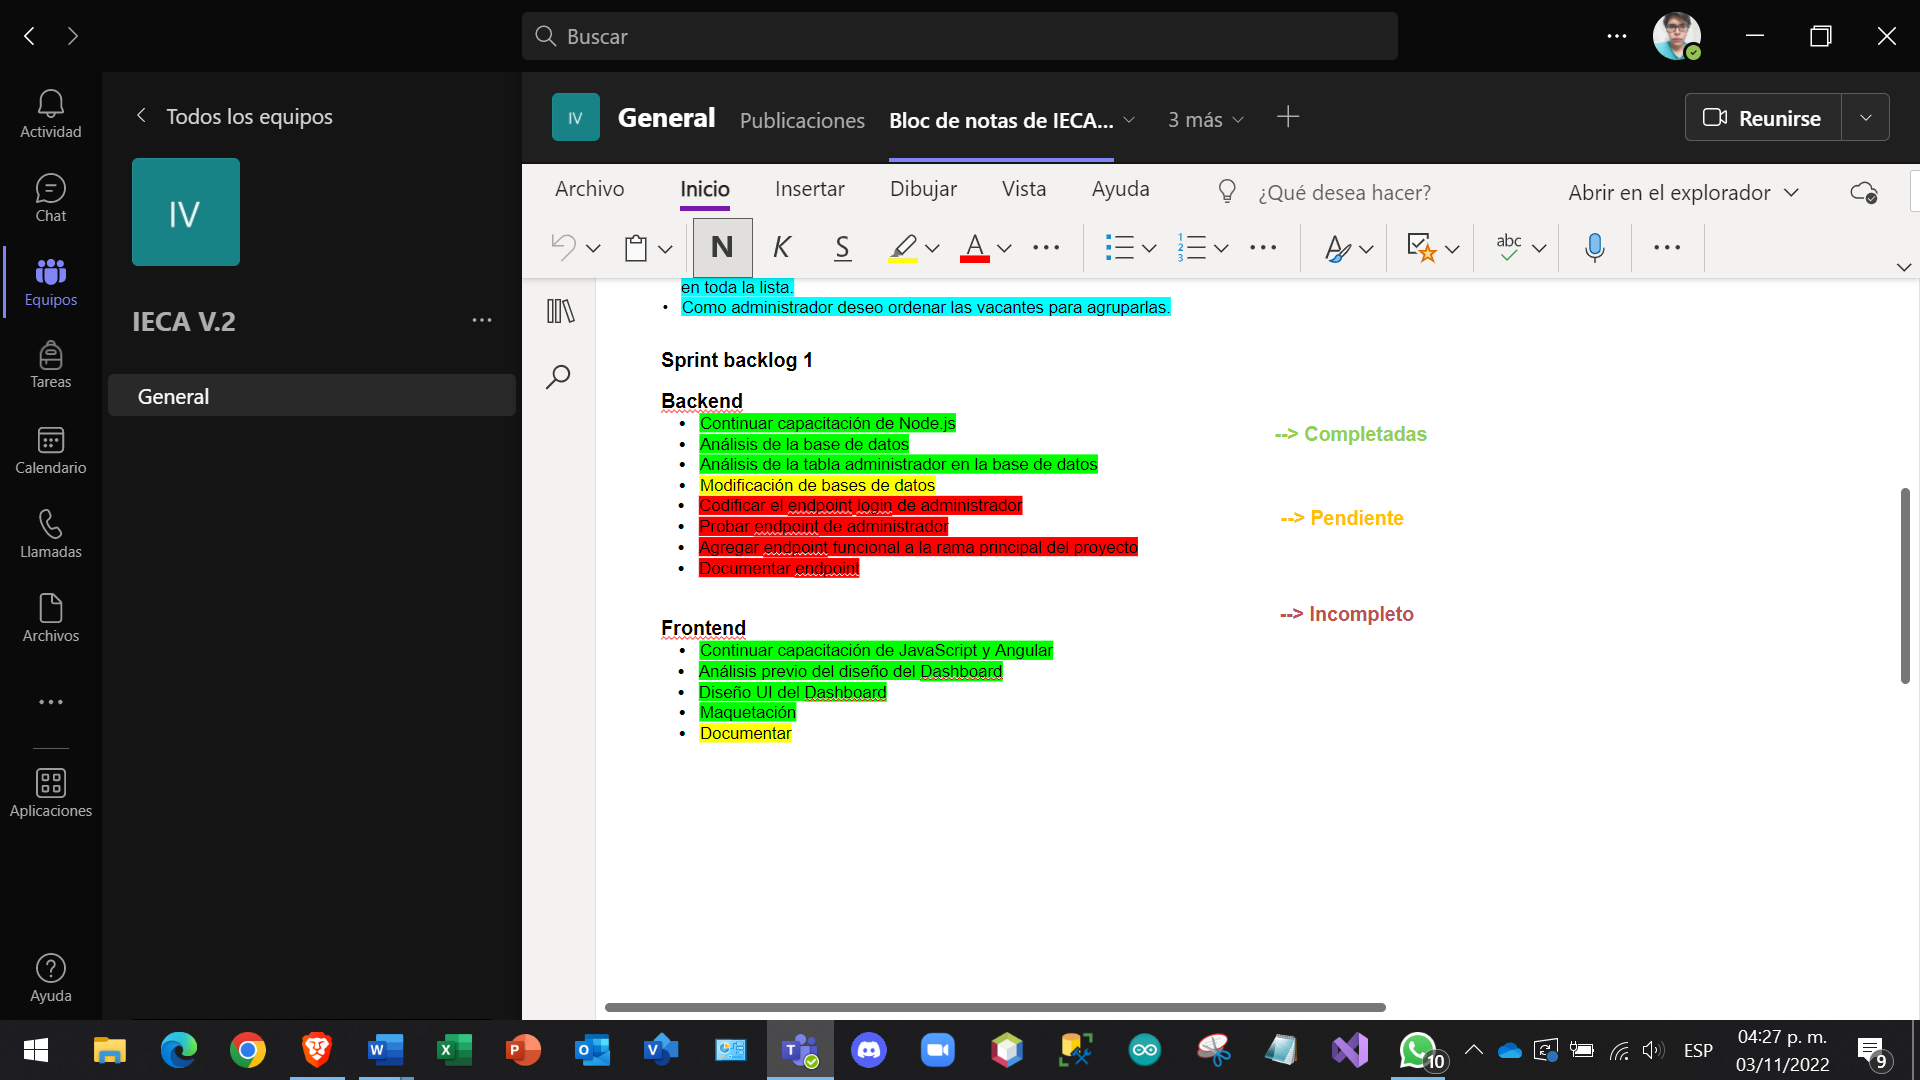 Buscar
Actividad
Chat
Equipos
Tareas
Calendario
Llamadas
Archivos
Aplicaciones
Ayuda
Todos los equipos
IV
IECA V.2
General
IV
General
Publicaciones
Bloc de notas de IECA...
3 más
Reunirse
Archivo
Inicio
Insertar
Dibujar
Vista
Ayuda
¿Qué desea hacer?
Abrir en el explorador
N
K
S
A
1
2
3
abc
en toda la lista.
• Como administrador deseo ordenar las vacantes para agruparlas.
Sprint backlog 1
Backend
• Continuar capacitación de Node.js
• Análisis de la base de datos
• Análisis de la tabla administrador en la base de datos
• Modificación de bases de datos
• Codificar el endpoint login de administrador
• Probar endpoint de administrador
• Agregar endpoint funcional a la rama principal del proyecto
• Documentar endpoint
--> Completadas
--> Pendiente
--> Incompleto
Frontend
• Continuar capacitación de JavaScript y Angular
• Análisis previo del diseño del Dashboard
• Diseño UI del Dashboard
• Maquetación
• Documentar
10
ESP
04:27 p. m.
03/11/2022
9